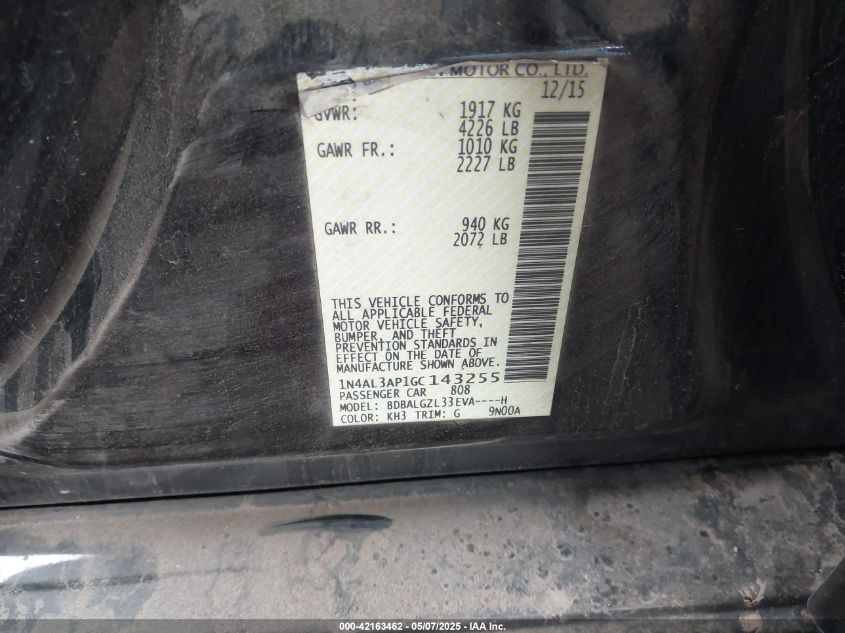 MOTOR CO., LTD.
12/15
GVWR: 1917 KG
4226 LB
GAWR FR.: 1010 KG
2227 LB
GAWR RR.: 940 KG
2072 LB
THIS VEHICLE CONFORMS TO
ALL APPLICABLE FEDERAL
MOTOR VEHICLE SAFETY,
BUMPER, AND THEFT
PREVENTION STANDARDS IN
EFFECT ON THE DATE OF
MANUFACTURE SHOWN ABOVE.
1N4AL3AP1GC143255
PASSENGER CAR 808
MODEL: BDBALGZL33EVA----H
COLOR: KH3 TRIM: G 9N00A
000-42163462 - 05/07/2025 - IAA Inc.